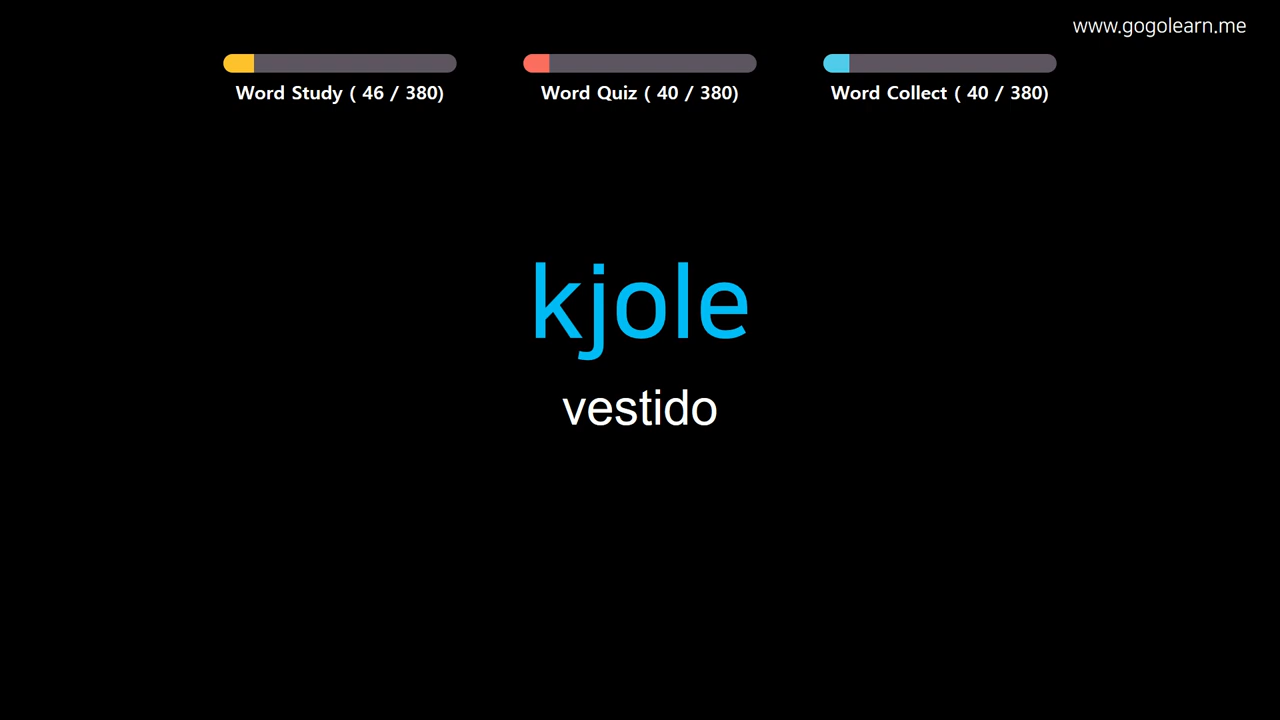 www.gogolearn.me
Word Study ( 46 / 380)
Word Quiz ( 40 / 380)
Word Collect ( 40 / 380)
kjole
vestido